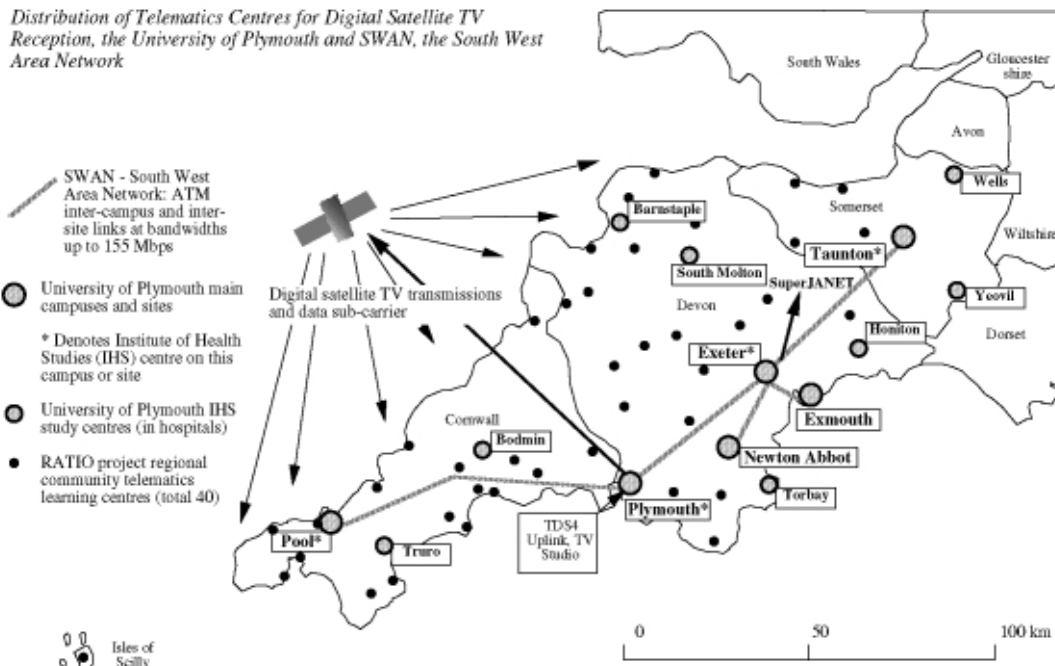 Distribution of Telematics Centres for Digital Satellite TV
Reception, the University of Plymouth and SWAN, the South West
Area Network
South Wales
Gloucester
shire
Avon
SWAN - South West
Area Network: ATM
inter-campus and inter-
site links at bandwidths
up to 155 Mbps
Wells
Barnstaple
Somerset
Wiltshire
Taunton*
South Molton
SuperJANET
University of Plymouth main
campuses and sites
Digital satellite TV transmissions
and data sub-carrier
Yeovil
Devon
Honiton
Dorset
* Denotes Institute of Health
Studies (IHS) centre on this
campus or site
Exeter*
University of Plymouth IHS
study centres (in hospitals)
Cornwall
Exmouth
Bodmin
Newton Abbot
RATIO project regional
community telematics
learning centres (total 40)
Torbay
Plymouth*
TDS4
Uplink, TV
Studio
Pool*
Truro
0 50 100 km
Isles of
Scilly